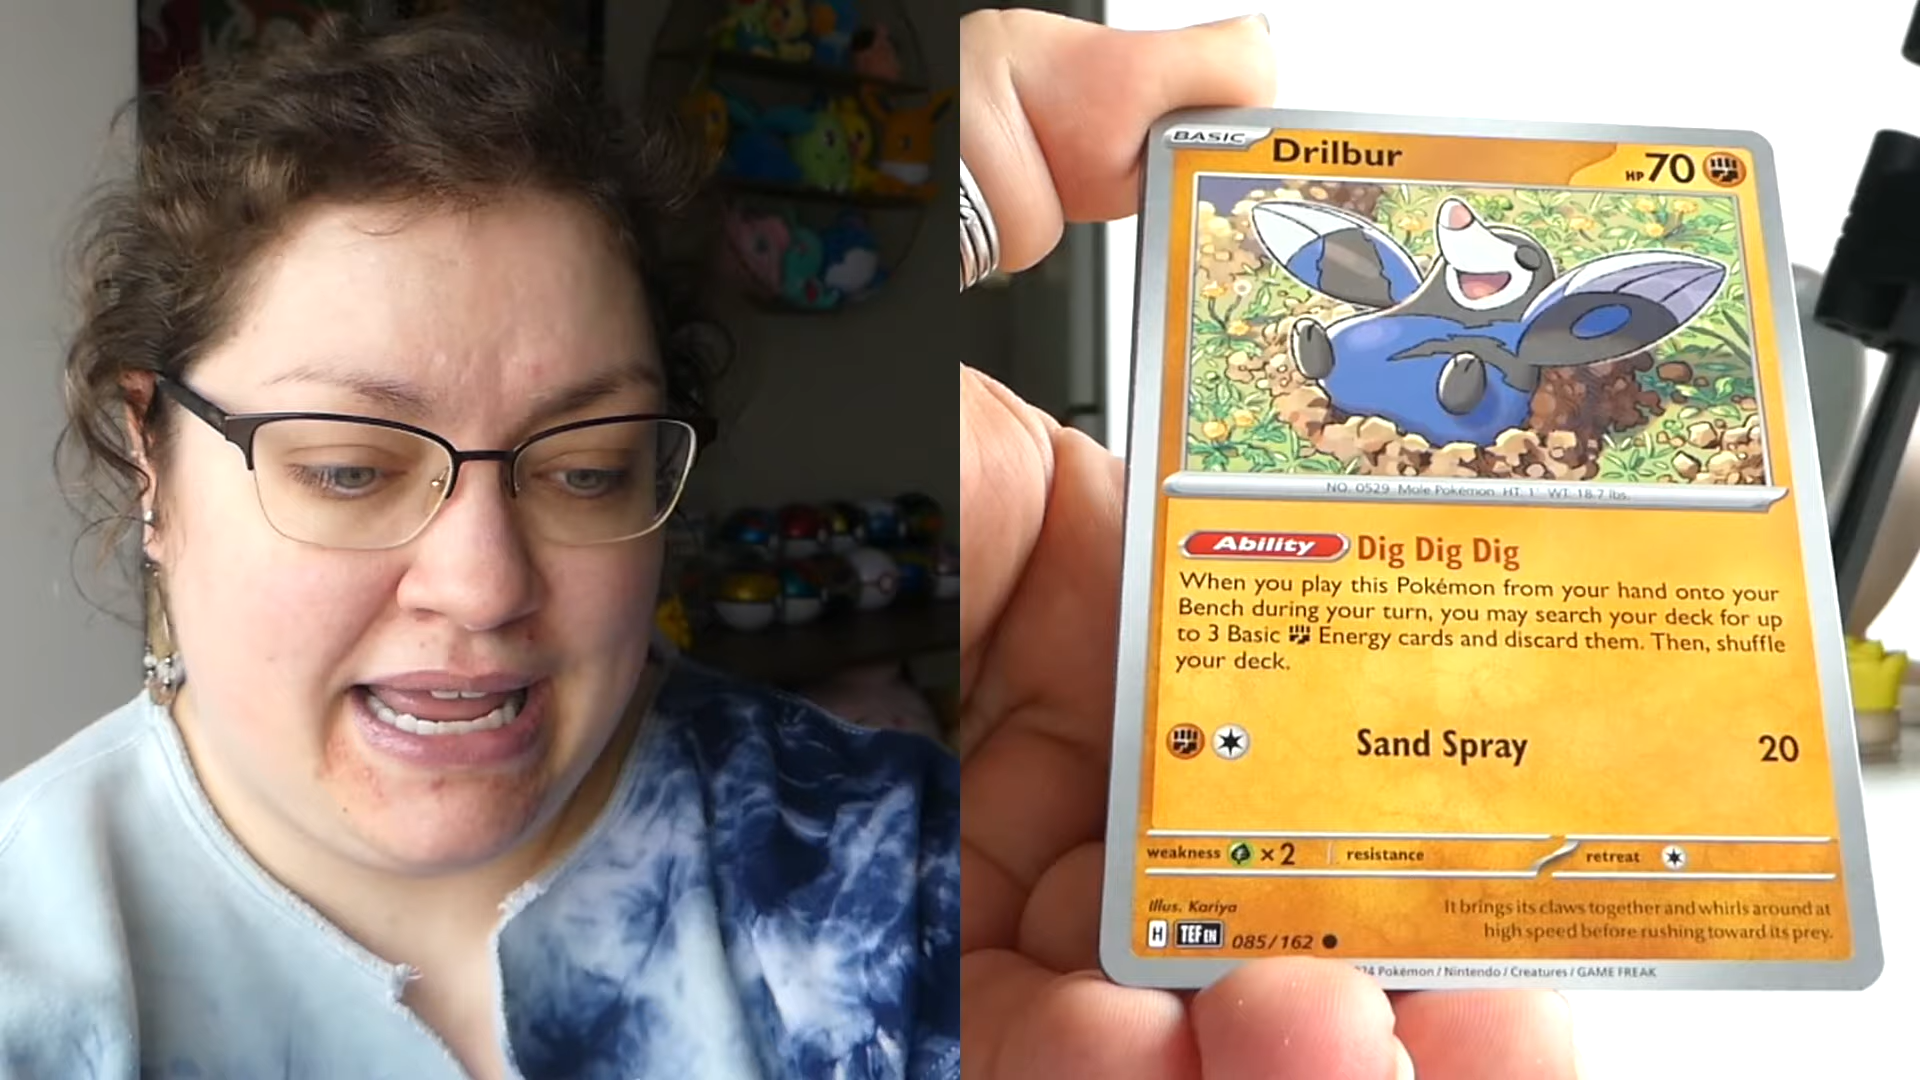 BASIC
Drilbur
HP 70
NO. 0529 Mole Pokémon HT: 1' WT: 18.7 lbs.
Ability Dig Dig Dig
When you play this Pokémon from your hand onto your
Bench during your turn, you may search your deck for up
to 3 Basic Energy cards and discard them. Then, shuffle
your deck.
Sand Spray 20
weakness ×2 resistance retreat
Illus. Kariya
It brings its claws together and whirls around at
high speed before rushing toward its prey.
H TEF EN 085/162
24 Pokémon / Nintendo / Creatures / GAME FREAK